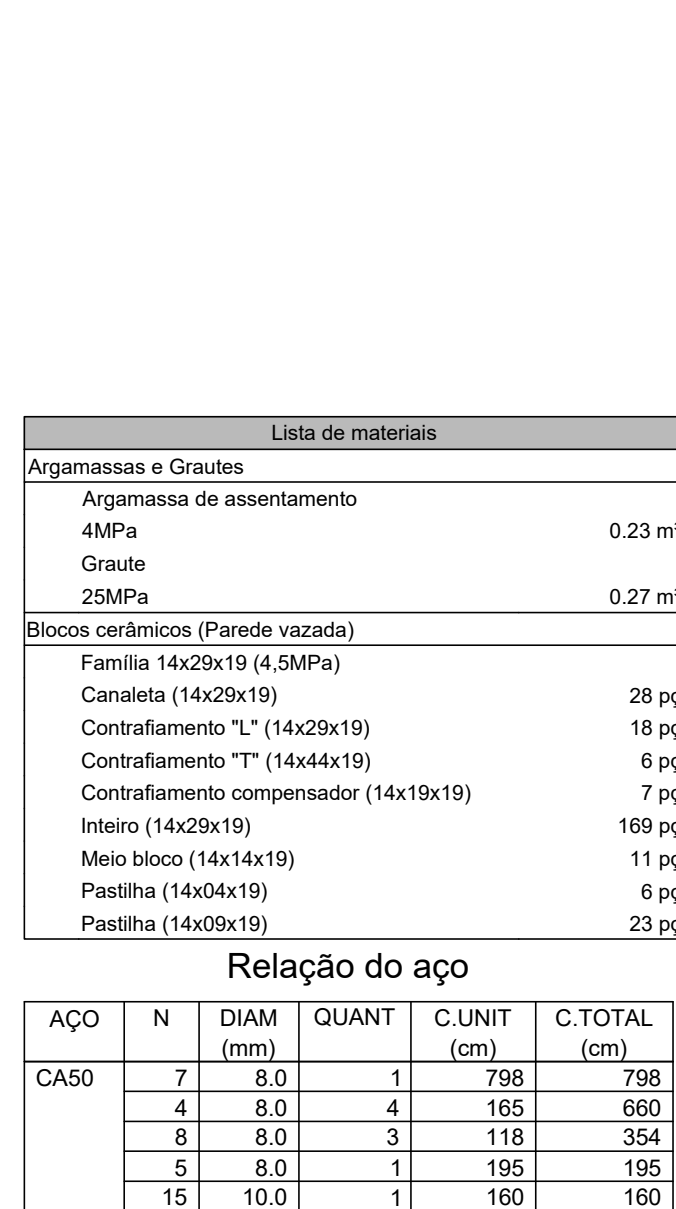 Lista de materiais
Argamassas e Grautes
Argamassa de assentamento
4MPa 0.23
Graute
25MPa 0.27
Blocos cerâmicos (Parede vazada)
Família 14x29x19 (4,5MPa)
Canaleta (14x29x19) 28
Contrafiamento "L" (14x29x19) 18
Contrafiamento "T" (14x44x19) 6
Contrafiamento compensador (14x19x19) 7
Inteiro (14x29x19) 169
Meio bloco (14x14x19) 11
Pastilha (14x04x19) 6
Pastilha (14x09x19) 23
Relação do aço
AÇO N DIAM QUANT C.UNIT C.TOTAL
(mm) (cm) (cm)
CA50 7 8.0 1 798 798
4 8.0 4 165 660
8 8.0 3 118 354
5 8.0 1 195 195
15 10.0 1 160 160